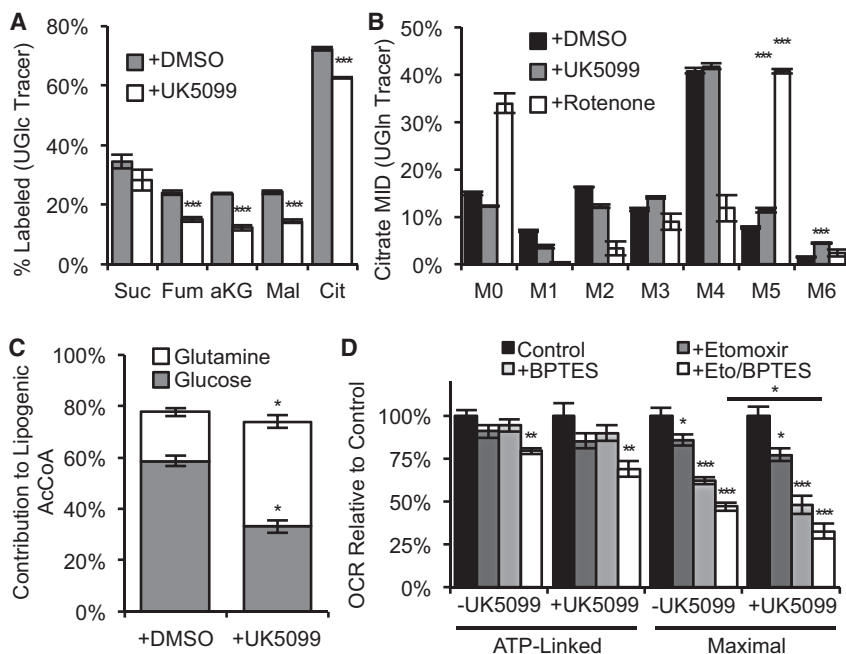 A
% Labeled (UGlc Tracer)
80%
60%
40%
20%
0%
+DMSO
+UK5099
***
***
***
***
Suc Fum aKG Mal Cit
B
Citrate MID (UGln Tracer)
50%
40%
30%
20%
10%
0%
+DMSO
+UK5099
+Rotenone
***
***
***
M0 M1 M2 M3 M4 M5 M6
C
Contribution to Lipogenic
AcCoA
100%
80%
60%
40%
20%
0%
Glutamine
Glucose
*
*
+DMSO +UK5099
D
OCR Relative to Control
100%
75%
50%
25%
0%
Control
+Etomoxir
+BPTES
+Eto/BPTES
*
**
**
*
***
***
*
***
***
-UK5099 +UK5099 -UK5099 +UK5099
ATP-Linked Maximal